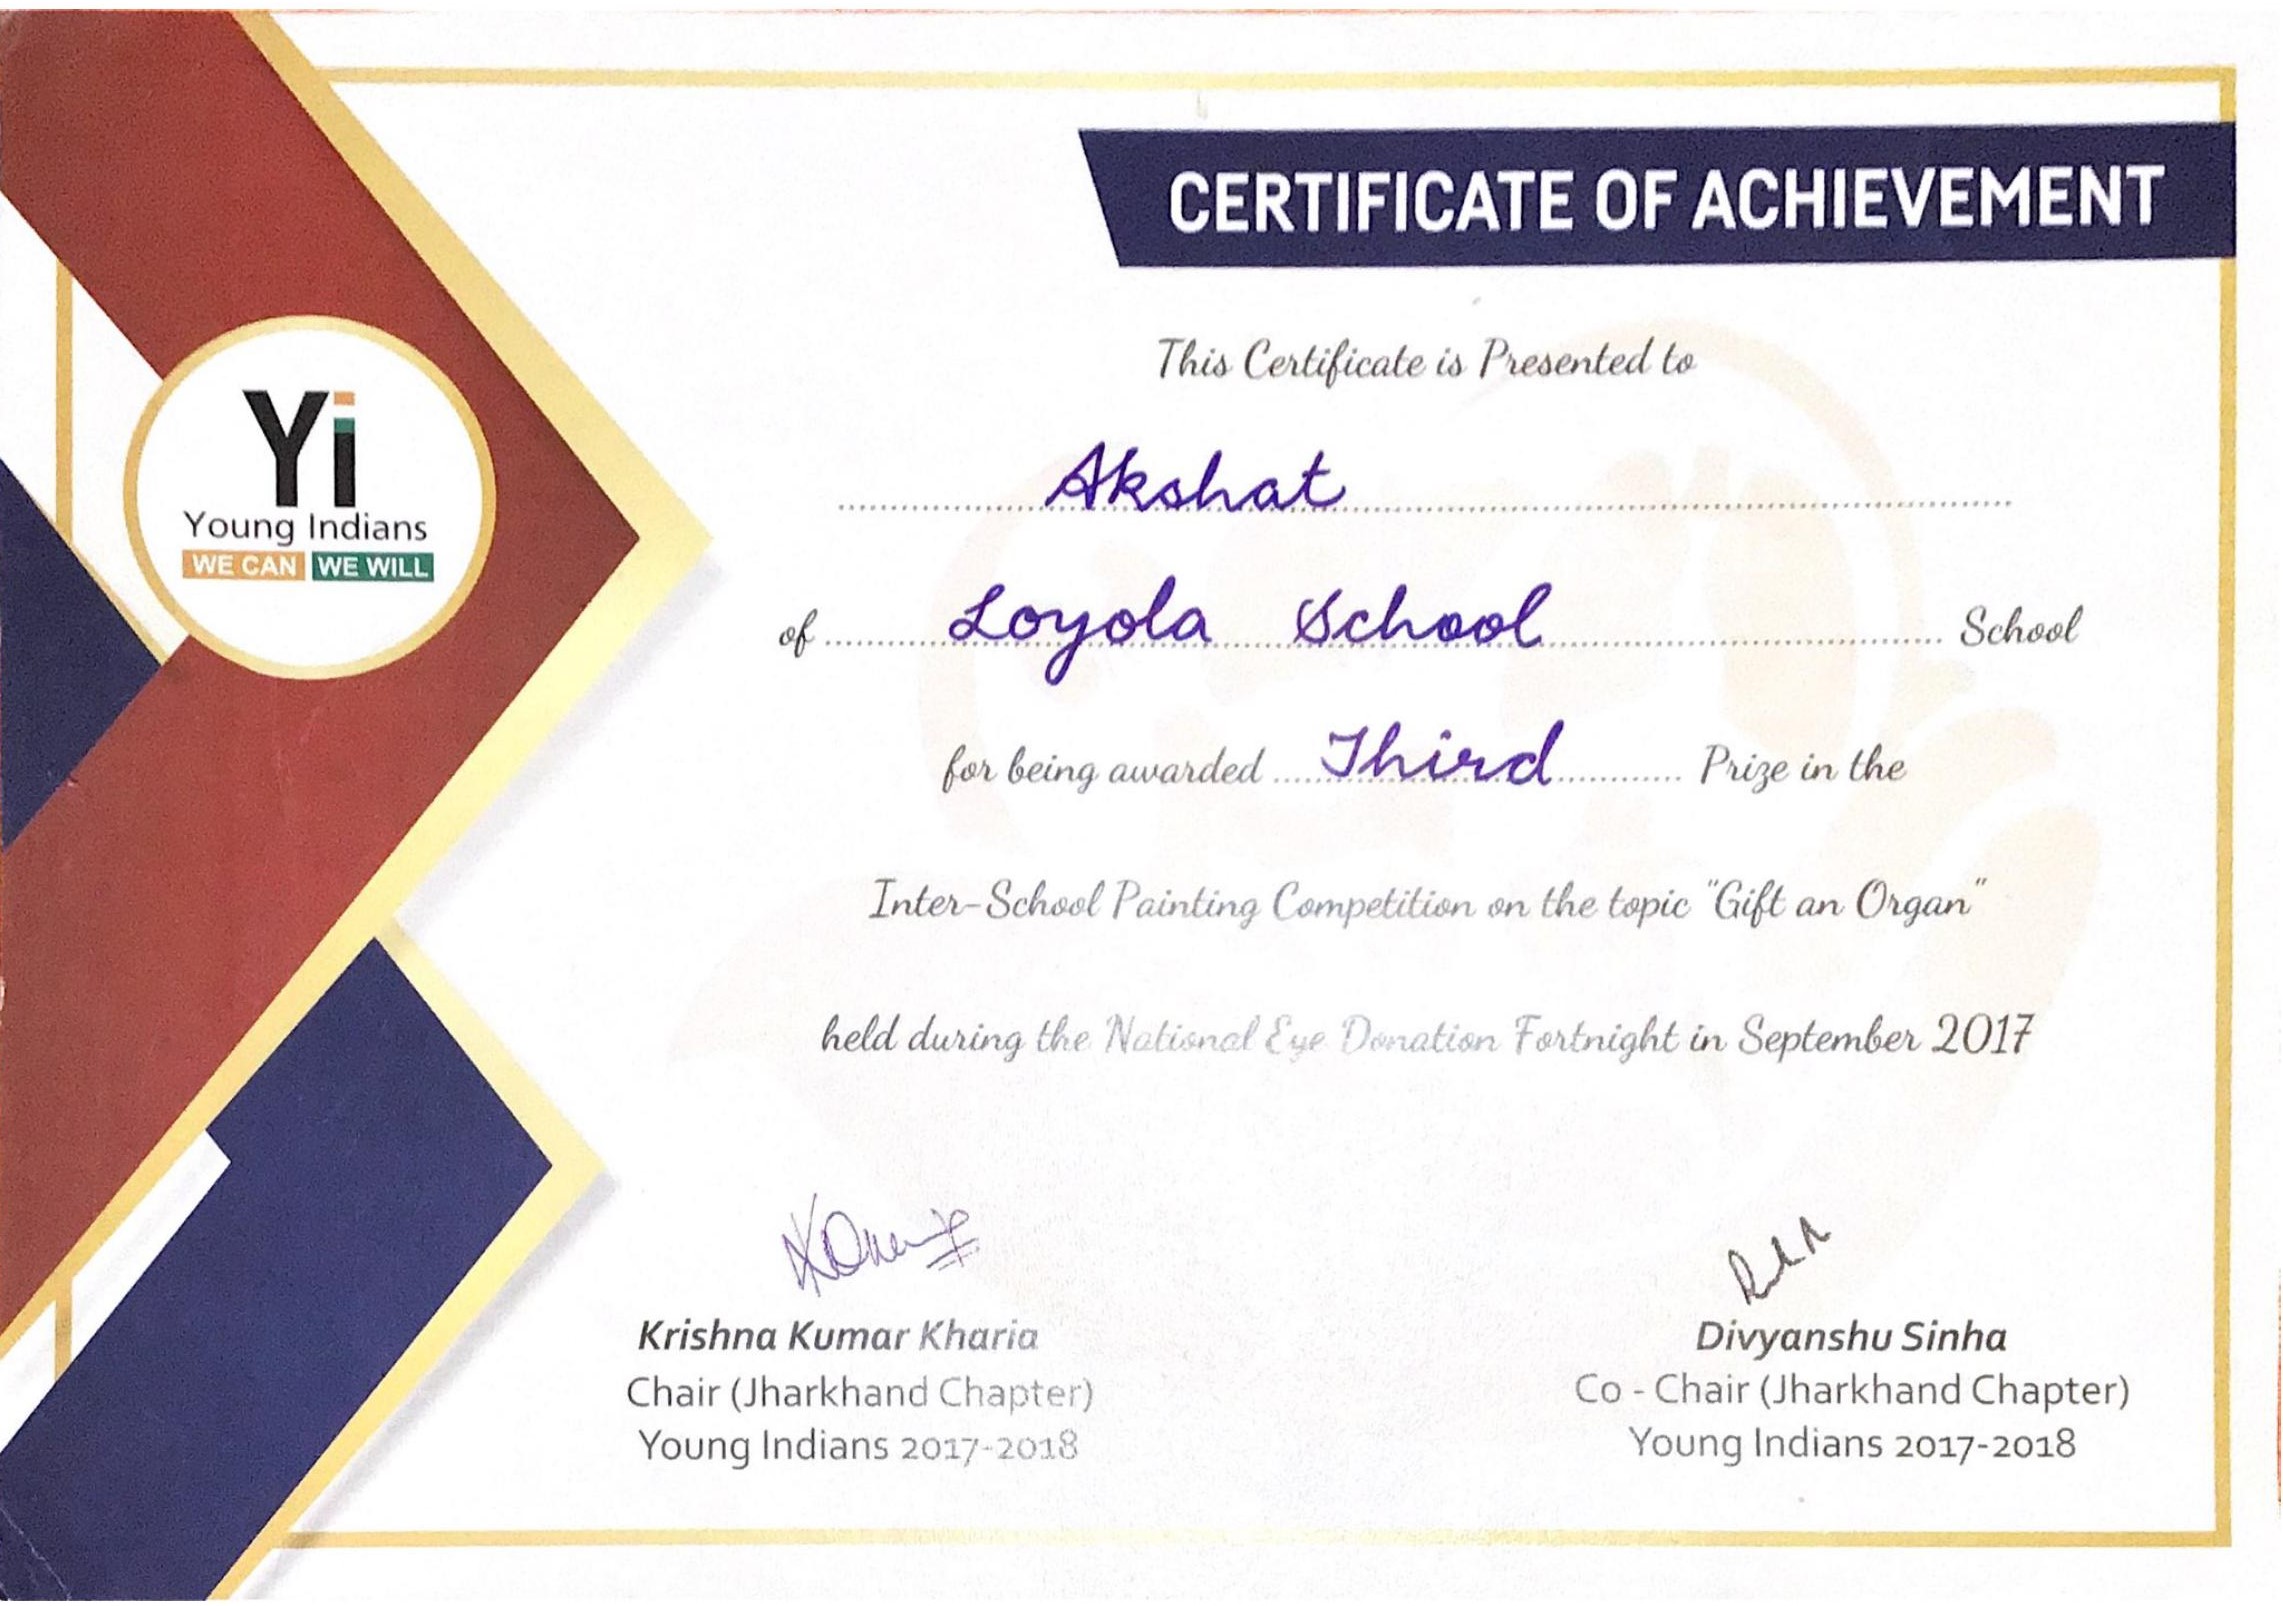 CERTIFICATE OF ACHIEVEMENT
This Certificate is Presented to
Akshat
of Loyola School School
for being awarded Third Prize in the
Inter-School Painting Competition on the topic "Gift an Organ"
held during the National Eye Donation Fortnight in September 2017
Yi
Young Indians
WE CAN WE WILL
Krishna Kumar Kharia
Chair (Jharkhand Chapter)
Young Indians 2017-2018
Divyanshu Sinha
Co - Chair (Jharkhand Chapter)
Young Indians 2017-2018